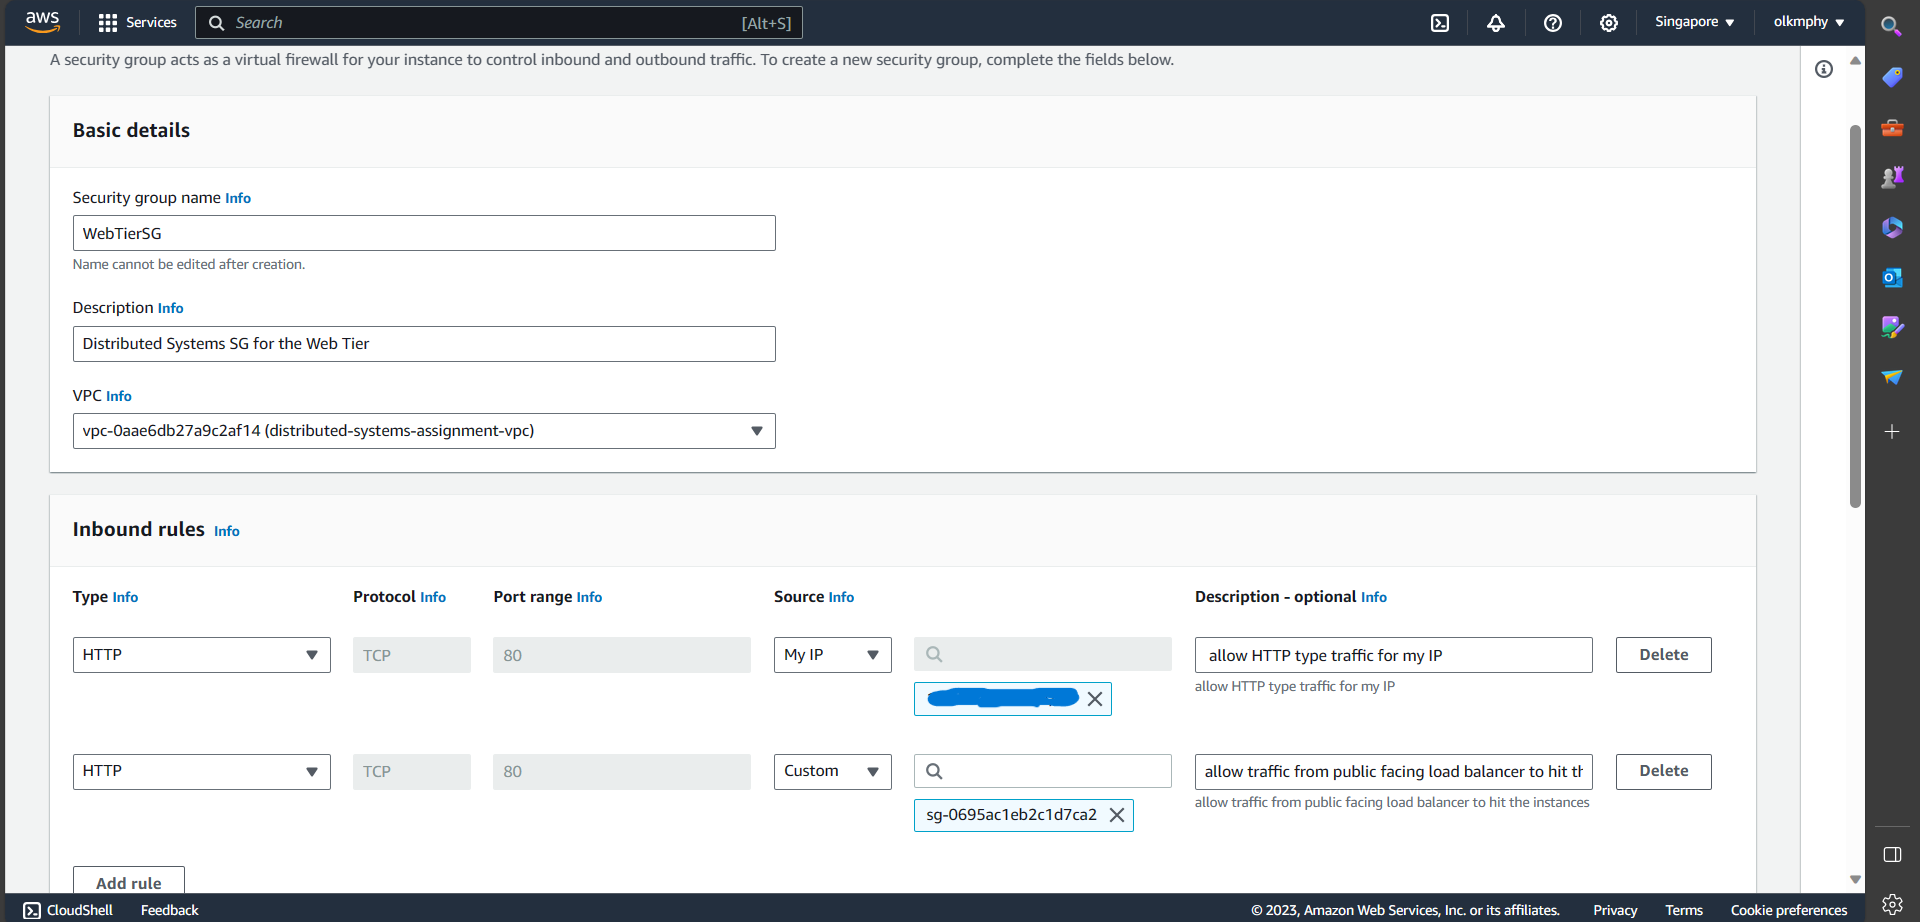 aws Services Search [Alt+S] Singapore olkmphy
A security group acts as a virtual firewall for your instance to control inbound and outbound traffic. To create a new security group, complete the fields below.
Basic details
Security group name Info
WebTierSG
Name cannot be edited after creation.
Description Info
Distributed Systems SG for the Web Tier
VPC Info
vpc-0aae6db27a9c2af14 (distributed-systems-assignment-vpc)
Inbound rules Info
Type Info Protocol Info Port range Info Source Info Description - optional Info
HTTP TCP 80 My IP allow HTTP type traffic for my IP Delete
allow HTTP type traffic for my IP
HTTP TCP 80 Custom allow traffic from public facing load balancer to hit th Delete
allow traffic from public facing load balancer to hit the instances
sg-0695ac1eb2c1d7ca2
Add rule
CloudShell Feedback © 2023, Amazon Web Services, Inc. or its affiliates. Privacy Terms Cookie preferences